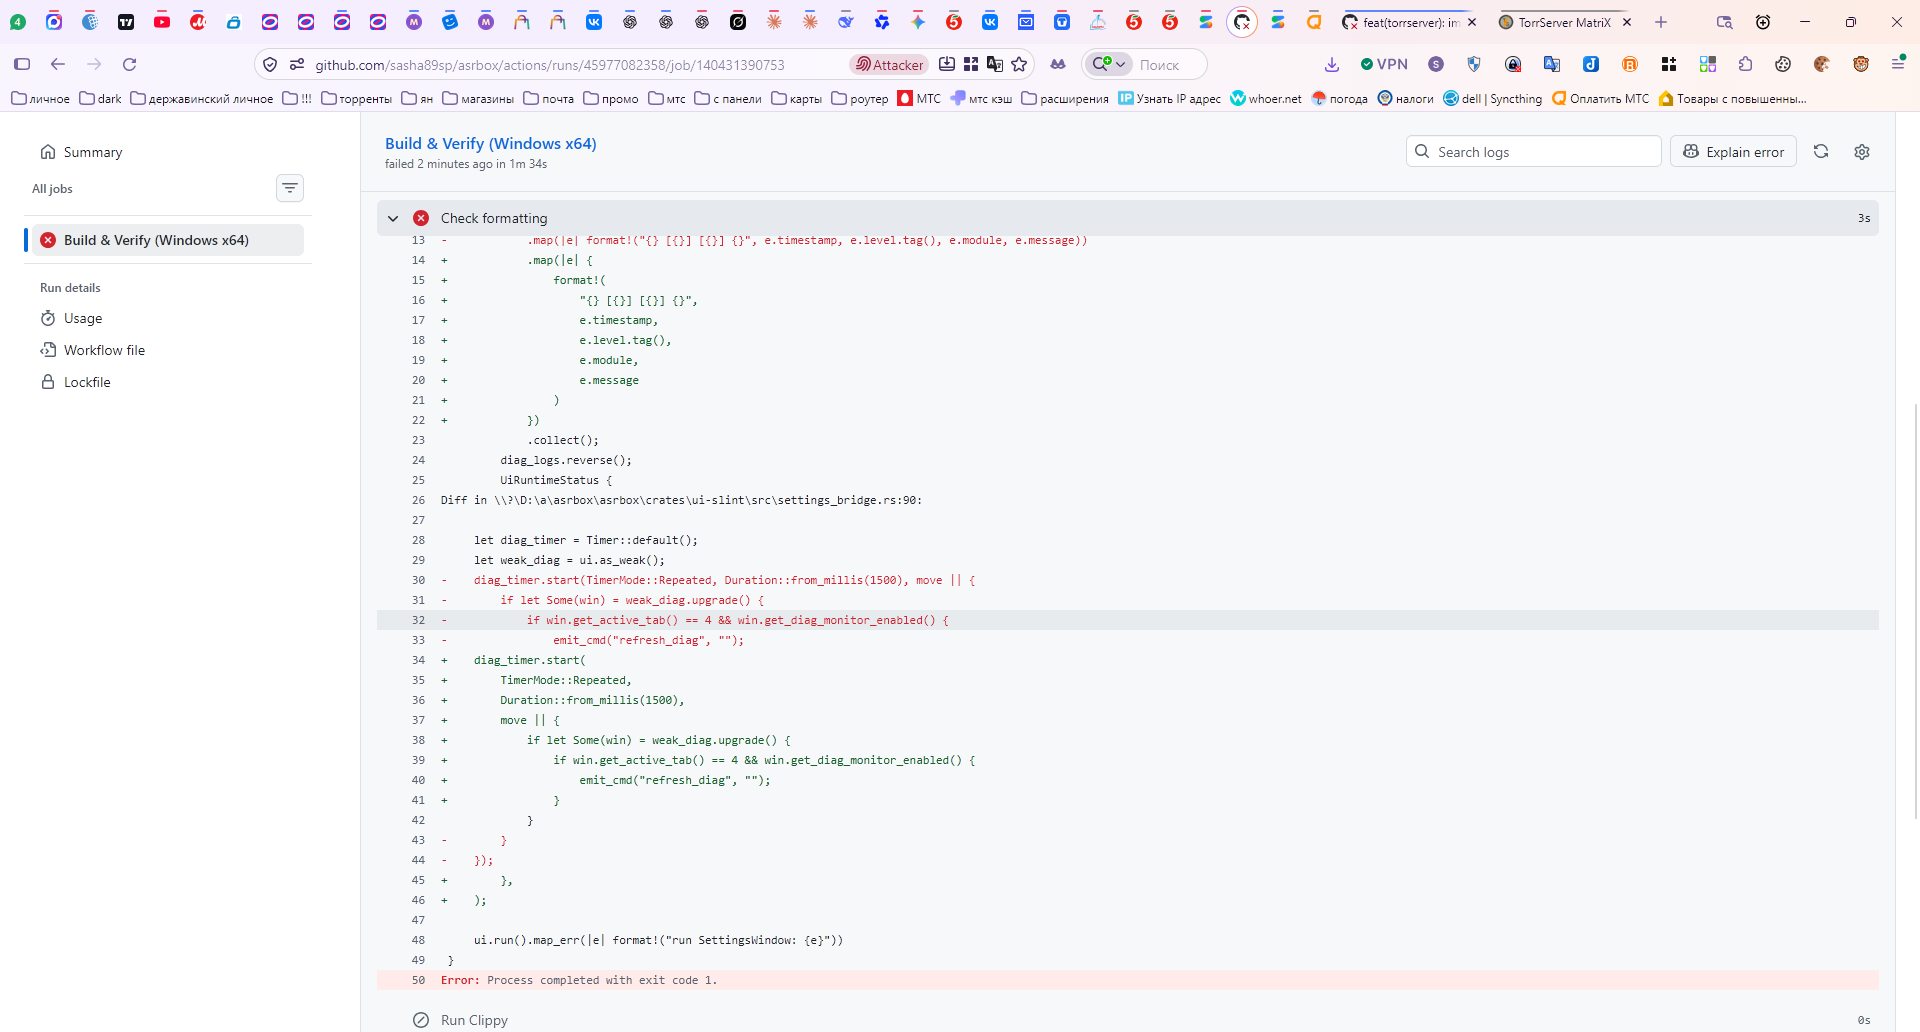 4
feat(torrserver): im
TorrServer MatriX
github.com/sasha89sp/asrbox/actions/runs/45977082358/job/140431390753
Attacker
Поиск
VPN
личное
dark
державинский личное
!!!
торренты
ян
магазины
почта
промо
мтс
с панели
карты
роутер
МТС
мтс кэш
расширения
Узнать IP адрес
whoer.net
погода
налоги
dell | Syncthing
Оплатить МТС
Товары с повышенны...
Summary
All jobs
Build & Verify (Windows x64)
Run details
Usage
Workflow file
Lockfile
Build & Verify (Windows x64)
failed 2 minutes ago in 1m 34s
Search logs
Explain error
Check formatting
3s
13 - .map(|e| format!("{} [{}] [{}] {}", e.timestamp, e.level.tag(), e.module, e.message))
14 + .map(|e| {
15 + format!(
16 + "{} [{}] [{}] {}",
17 + e.timestamp,
18 + e.level.tag(),
19 + e.module,
20 + e.message
21 + )
22 + })
23 .collect();
24 diag_logs.reverse();
25 UiRuntimeStatus {
26 Diff in \\?\D:\a\asrbox\asrbox\crates\ui-slint\src\settings_bridge.rs:90:
27
28 let diag_timer = Timer::default();
29 let weak_diag = ui.as_weak();
30 - diag_timer.start(TimerMode::Repeated, Duration::from_millis(1500), move || {
31 - if let Some(win) = weak_diag.upgrade() {
32 - if win.get_active_tab() == 4 && win.get_diag_monitor_enabled() {
33 - emit_cmd("refresh_diag", "");
34 + diag_timer.start(
35 + TimerMode::Repeated,
36 + Duration::from_millis(1500),
37 + move || {
38 + if let Some(win) = weak_diag.upgrade() {
39 + if win.get_active_tab() == 4 && win.get_diag_monitor_enabled() {
40 + emit_cmd("refresh_diag", "");
41 + }
42 }
43 - }
44 - });
45 + },
46 + );
47
48 ui.run().map_err(|e| format!("run SettingsWindow: {e}"))
49 }
50 Error: Process completed with exit code 1.
Run Clippy
0s